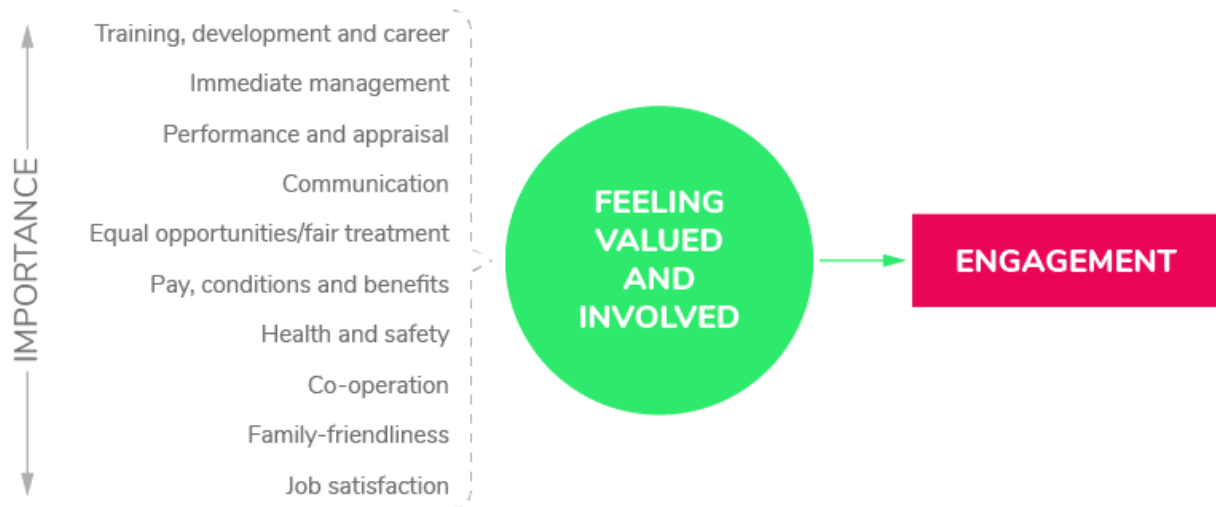 IMPORTANCE
Training, development and career
Immediate management
Performance and appraisal
Communication
Equal opportunities/fair treatment
Pay, conditions and benefits
Health and safety
Co-operation
Family-friendliness
Job satisfaction
FEELING
VALUED
AND
INVOLVED
ENGAGEMENT